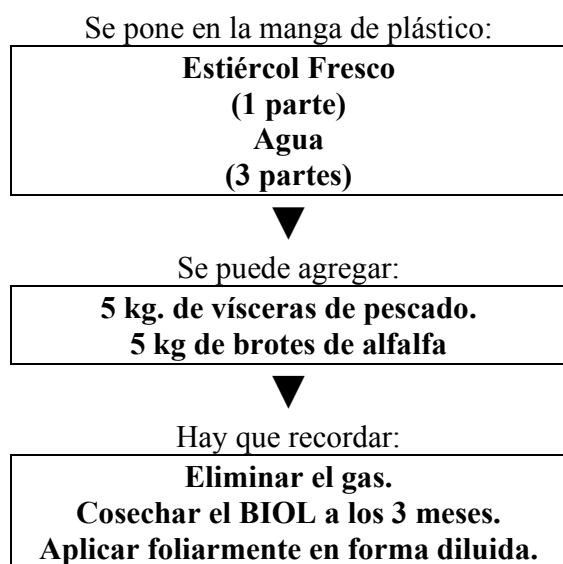 Se pone en la manga de plástico:
Estiércol Fresco
(1 parte)
Agua
(3 partes)
Se puede agregar:
5 kg. de vísceras de pescado.
5 kg de brotes de alfalfa
Hay que recordar:
Eliminar el gas.
Cosechar el BIOL a los 3 meses.
Aplicar foliarmente en forma diluida.